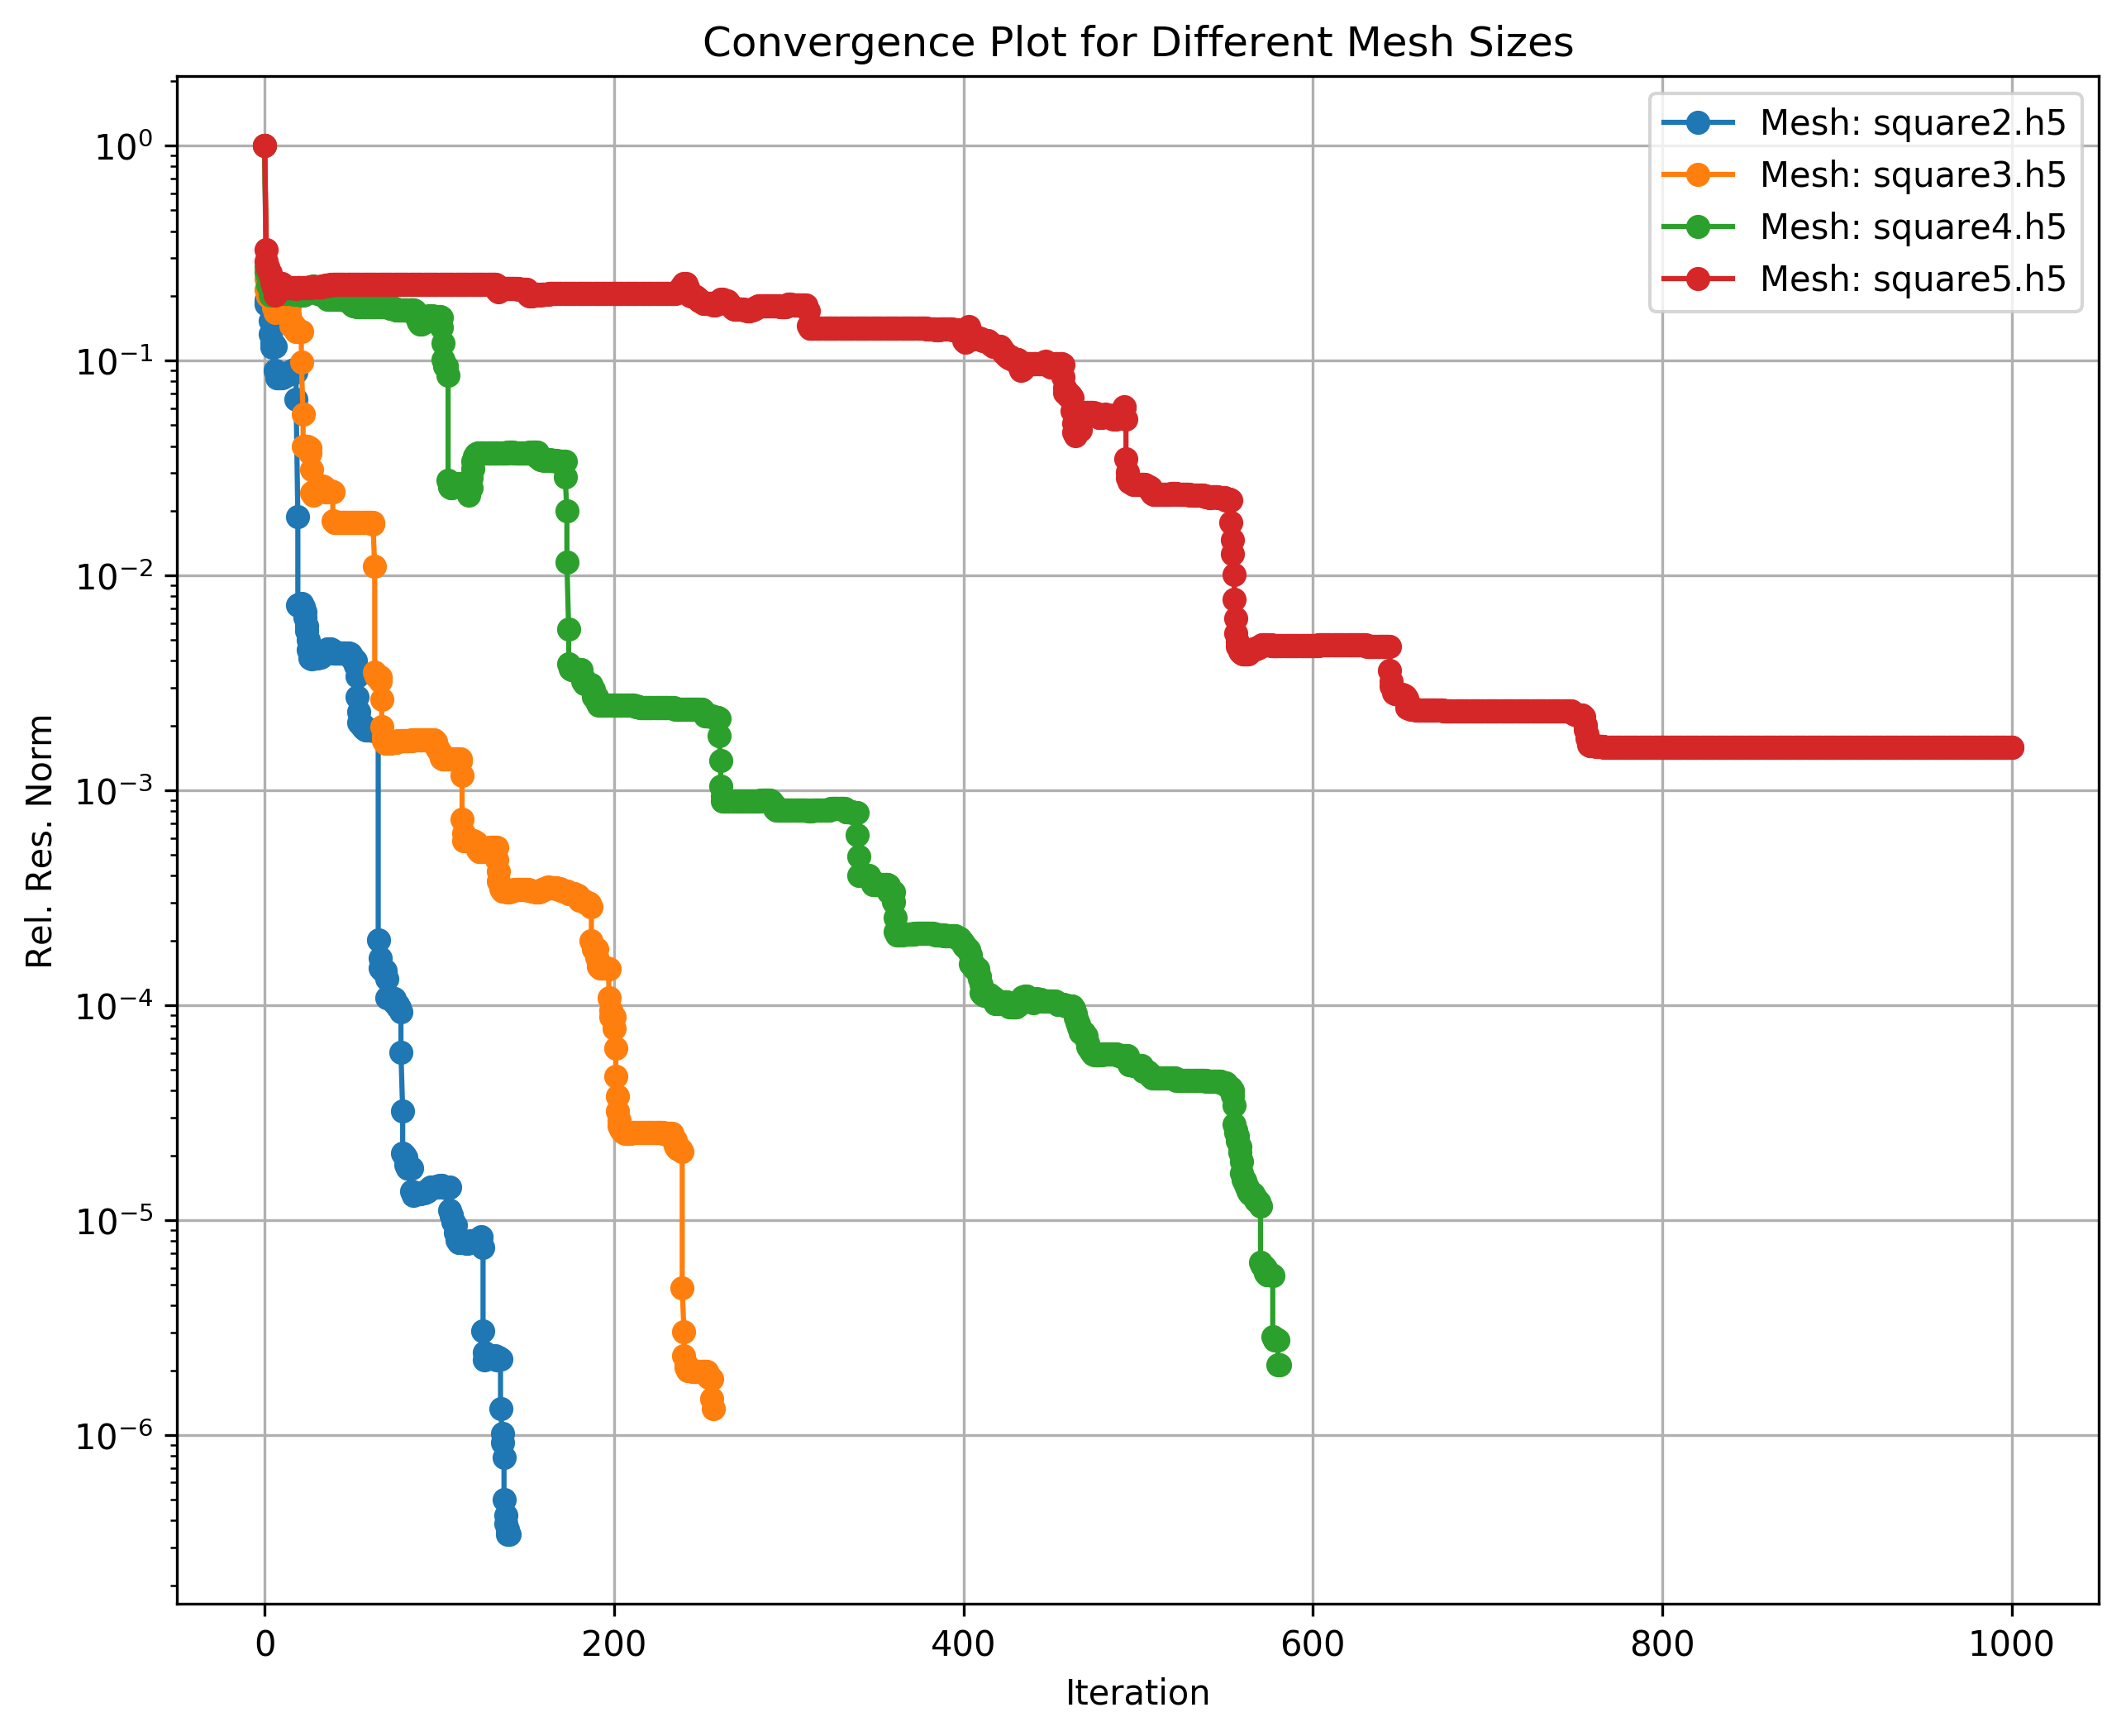 Convergence Plot for Different Mesh Sizes
Mesh: square2.h5
Mesh: square3.h5
Mesh: square4.h5
Mesh: square5.h5
Rel. Res. Norm
10⁰
10⁻¹
10⁻²
10⁻³
10⁻⁴
10⁻⁵
10⁻⁶
0 200 400 600 800 1000
Iteration